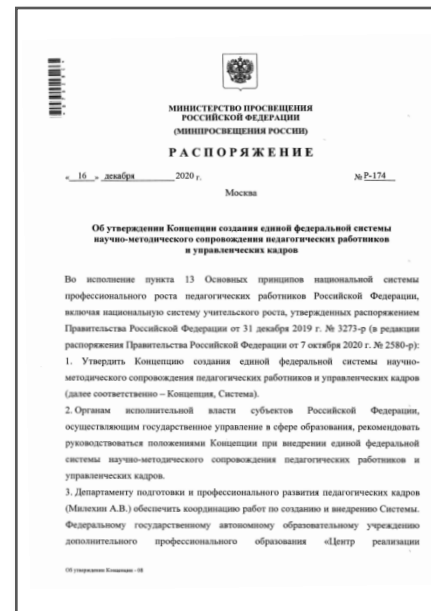 МИНИСТЕРСТВО ПРОСВЕЩЕНИЯ
РОССИЙСКОЙ ФЕДЕРАЦИИ
(МИНПРОСВЕЩЕНИЯ РОССИИ)
РАСПОРЯЖЕНИЕ
« 16 » декабря 2020 г. № Р-174
Москва
Об утверждении Концепции создания единой федеральной системы
научно-методического сопровождения педагогических работников
и управленческих кадров
Во исполнение пункта 13 Основных принципов национальной системы
профессионального роста педагогических работников Российской Федерации,
включая национальную систему учительского роста, утвержденных распоряжением
Правительства Российской Федерации от 31 декабря 2019 г. № 3273-р (в редакции
распоряжения Правительства Российской Федерации от 7 октября 2020 г. № 2580-р):
1. Утвердить Концепцию создания единой федеральной системы научно-
методического сопровождения педагогических работников и управленческих кадров
(далее соответственно – Концепция, Система).
2. Органам исполнительной власти субъектов Российской Федерации,
осуществляющим государственное управление в сфере образования, рекомендовать
руководствоваться положениями Концепции при внедрении единой федеральной
системы научно-методического сопровождения педагогических работников и
управленческих кадров.
3. Департаменту подготовки и профессионального развития педагогических кадров
(Милехин А.В.) обеспечить координацию работ по созданию и внедрению Системы.
Федеральному государственному автономному образовательному учреждению
дополнительного профессионального образования «Центр реализации
Об утверждении Концепции - 08